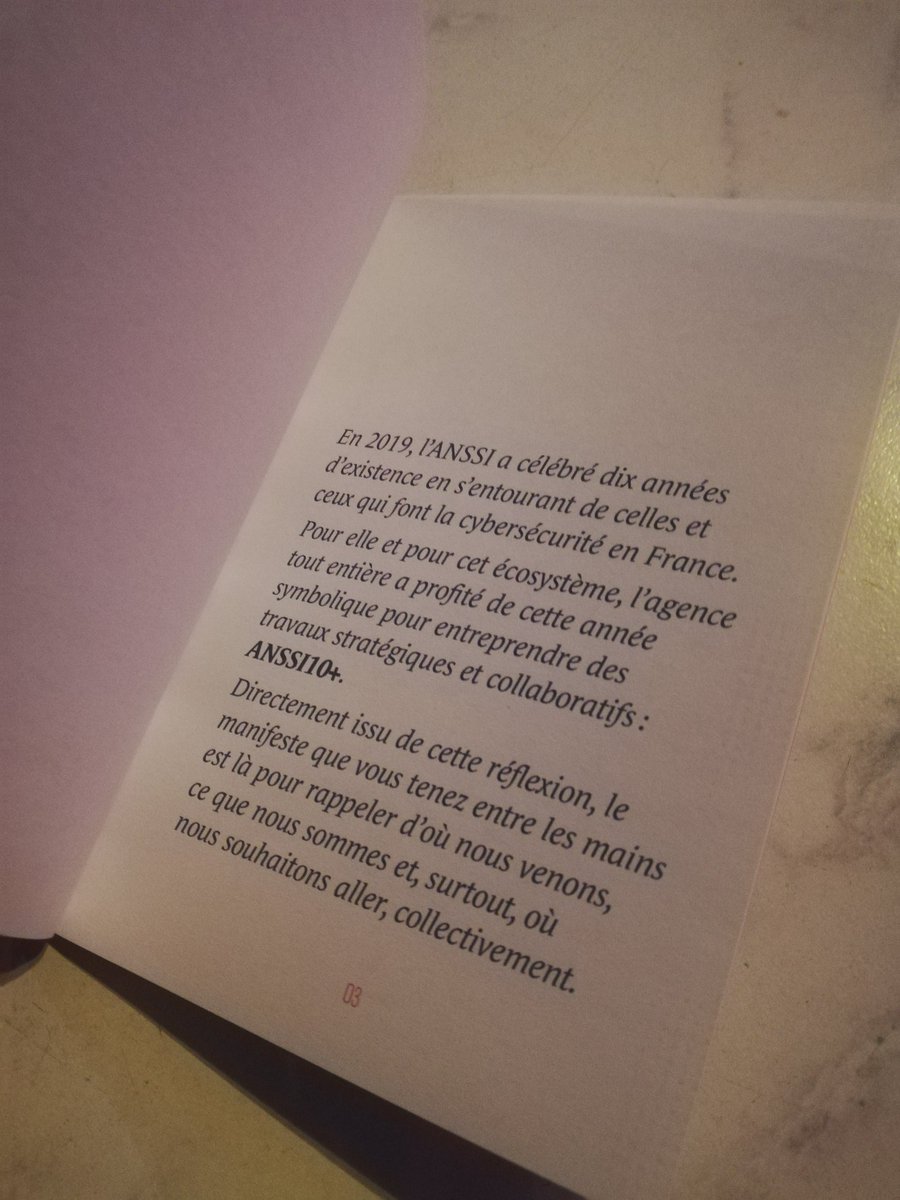 En 2019, l'ANSSI a célébré dix années
d'existence en s'entourant de celles et
ceux qui font la cybersécurité en France.
Pour elle et pour cet écosystème, l'agence
tout entière a profité de cette année
symbolique pour entreprendre des
travaux stratégiques et collaboratifs :
ANSSI10+.
Directement issu de cette réflexion, le
manifeste que vous tenez entre les mains
est là pour rappeler d'où nous venons,
ce que nous sommes et, surtout, où
nous souhaitons aller, collectivement.
03